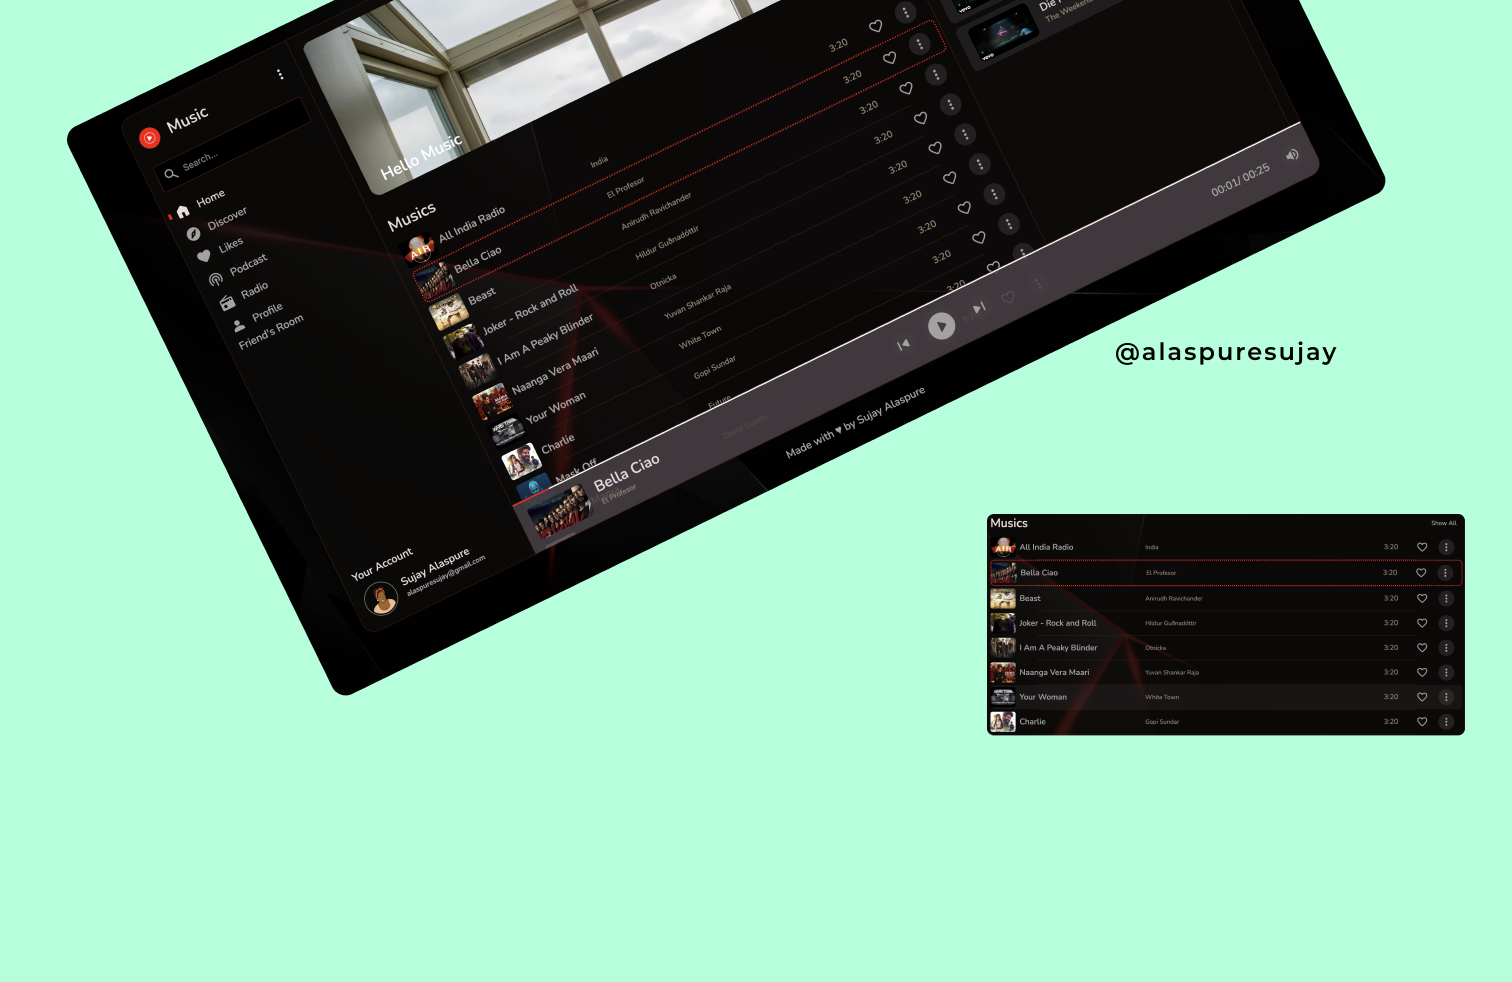 Music
Search...
Home
Discover
Likes
Podcast
Radio
Profile
Friend's Room
Your Account
Sujay Alaspure
alaspuresujay@gmail.com
Hello Music
Musics
3:20
All India Radio India 3:20
Bella Ciao El Profesor 3:20
Beast Anirudh Ravichander 3:20
Joker - Rock and Roll Hildur Guðnadóttir 3:20
I Am A Peaky Blinder Otnicka 3:20
Naanga Vera Maari Yuvan Shankar Raja 3:20
Your Woman White Town 3:20
Charlie Gopi Sundar 3:20
Mask Off Future
AIR
vevo
vevo
The Weekend
Bella Ciao
El Profesor
00:01/ 00:25
Made with ♥ by Sujay Alaspure
@alaspuresujay
Musics Show All
AIR All India Radio India 3:20
Bella Ciao El Profesor 3:20
Beast Anirudh Ravichander 3:20
Joker - Rock and Roll Hildur Guðnadóttir 3:20
I Am A Peaky Blinder Otnicka 3:20
Naanga Vera Maari Yuvan Shankar Raja 3:20
Your Woman White Town 3:20
Charlie Gopi Sundar 3:20